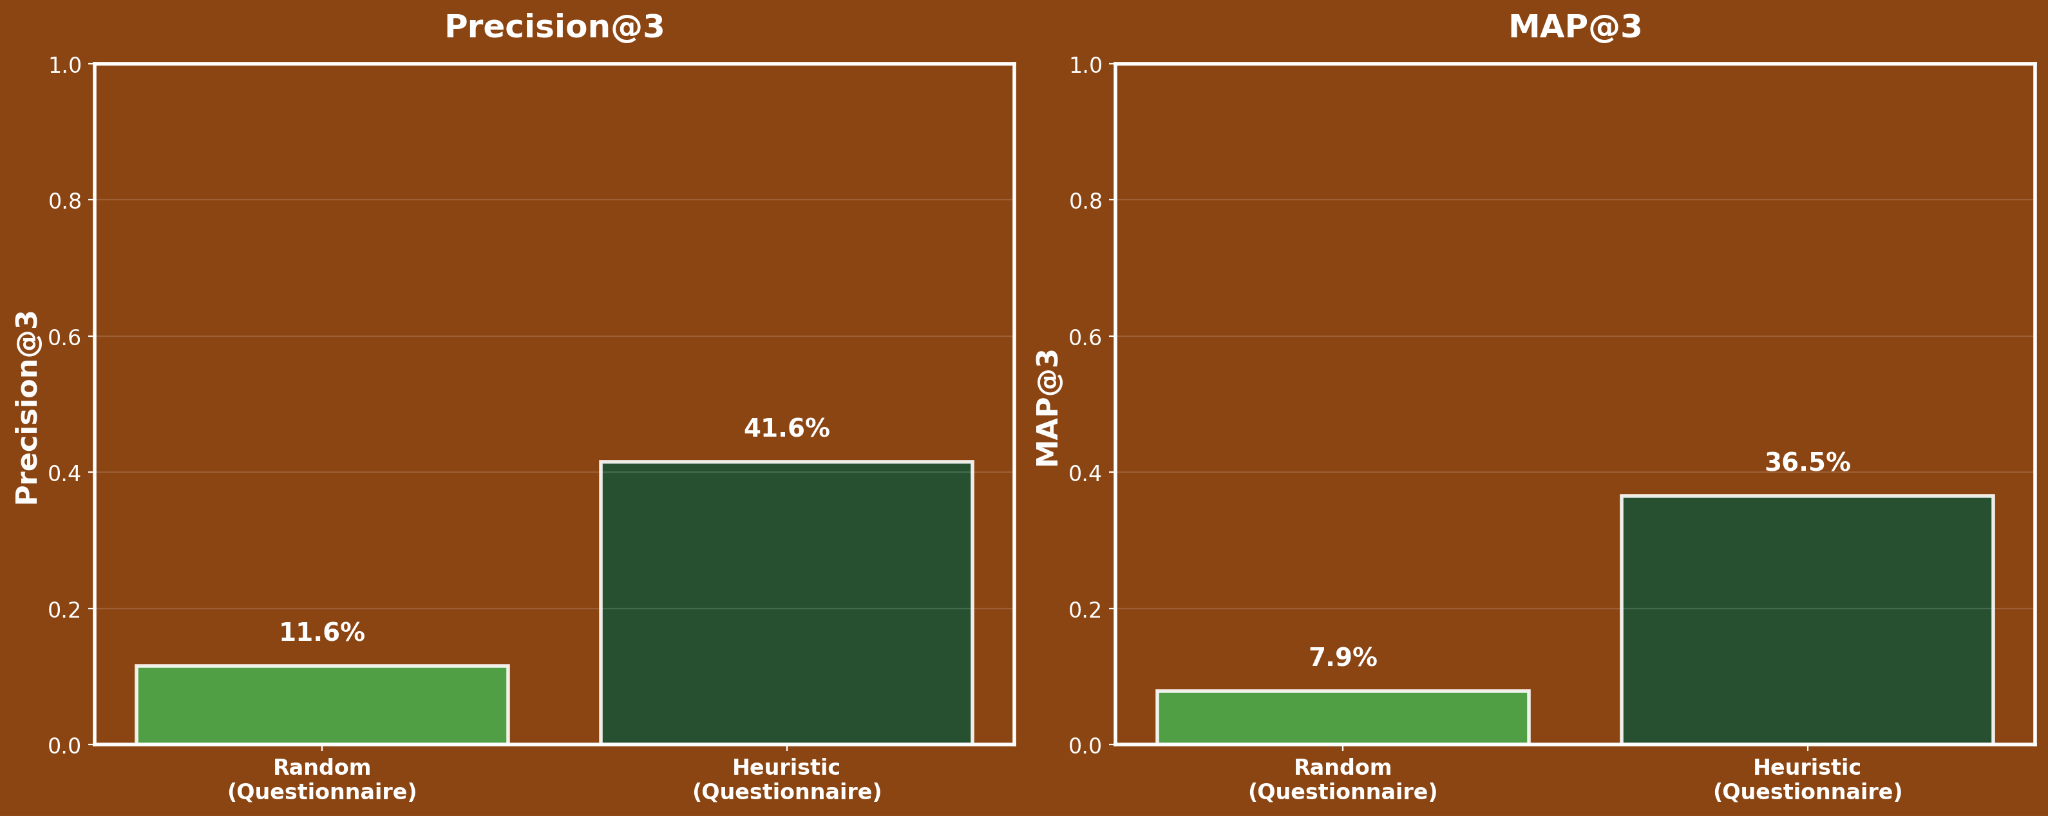 Precision@3
1.0
0.8
0.6
0.4
0.2
0.0
Precision@3
11.6%
41.6%
Random
(Questionnaire)
Heuristic
(Questionnaire)
MAP@3
1.0
0.8
0.6
0.4
0.2
0.0
MAP@3
7.9%
36.5%
Random
(Questionnaire)
Heuristic
(Questionnaire)